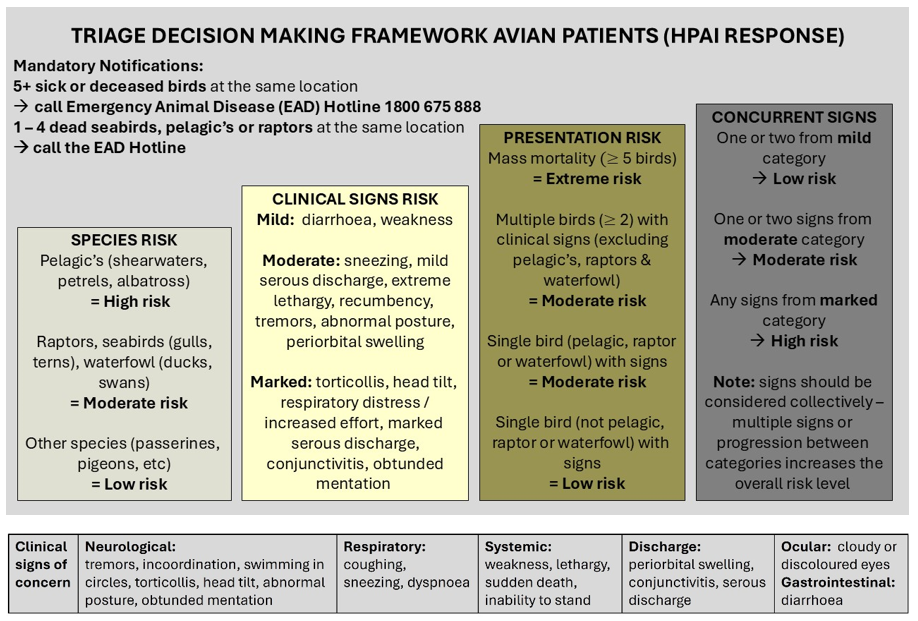 TRIAGE DECISION MAKING FRAMEWORK AVIAN PATIENTS (HPAI RESPONSE)
Mandatory Notifications:
5+ sick or deceased birds at the same location
→ call Emergency Animal Disease (EAD) Hotline 1800 675 888
1 – 4 dead seabirds, pelagic's or raptors at the same location
→ call the EAD Hotline
SPECIES RISK
Pelagic's (shearwaters,
petrels, albatross)
= High risk
Raptors, seabirds (gulls,
terns), waterfowl (ducks,
swans)
= Moderate risk
Other species (passerines,
pigeons, etc)
= Low risk
CLINICAL SIGNS RISK
Mild: diarrhoea, weakness
Moderate: sneezing, mild
serous discharge, extreme
lethargy, recumbency,
tremors, abnormal posture,
periorbital swelling
Marked: torticollis, head tilt,
respiratory distress /
increased effort, marked
serous discharge,
conjunctivitis, obtunded
mentation
PRESENTATION RISK
Mass mortality (≥ 5 birds)
= Extreme risk
Multiple birds (≥ 2) with
clinical signs (excluding
pelagic's, raptors &
waterfowl)
= Moderate risk
Single bird (pelagic, raptor
or waterfowl) with signs
= Moderate risk
Single bird (not pelagic,
raptor or waterfowl) with
signs
= Low risk
CONCURRENT SIGNS
One or two from mild
category
→ Low risk
One or two signs from
moderate category
→ Moderate risk
Any signs from marked
category
→ High risk
Note: signs should be
considered collectively –
multiple signs or
progression between
categories increases the
overall risk level
Clinical
signs of
concern
Neurological:
tremors, incoordination, swimming in
circles, torticollis, head tilt, abnormal
posture, obtunded mentation
Respiratory:
coughing,
sneezing, dyspnoea
Systemic:
weakness, lethargy,
sudden death,
inability to stand
Discharge:
periorbital swelling,
conjunctivitis, serous
discharge
Ocular: cloudy or
discoloured eyes
Gastrointestinal:
diarrhoea